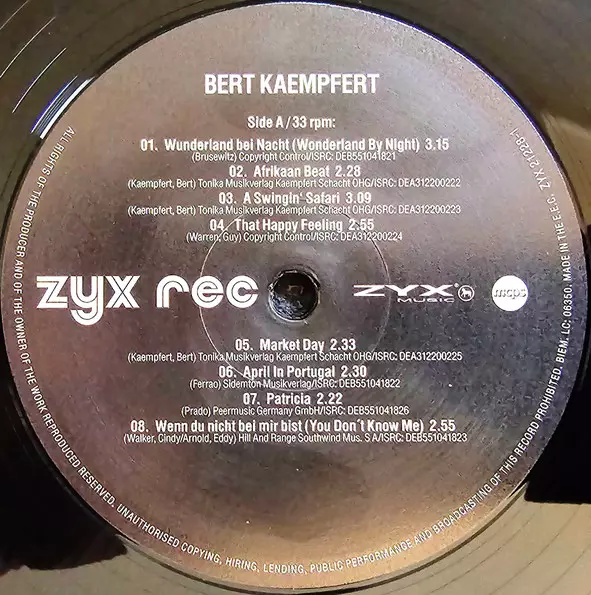 BERT KAEMPFERT
Side A / 33 rpm:
01. Wunderland bei Nacht (Wonderland By Night) 3.15
(Brusewitz) Copyright Control/ISRC: DEB551041821
02. Afrikaan Beat 2.28
(Kaempfert, Bert) Tonika Musikverlag Kaempfert Schacht OHG/ISRC: DEA312200222
03. A Swingin' Safari 3.09
(Kaempfert, Bert) Tonika Musikverlag Kaempfert Schacht OHG/ISRC: DEA312200223
04. That Happy Feeling 2:55
(Warren, Guy) Copyright Control/ISRC: DEA312200224
zyx rec
ZYX®
MUSIC
mcps
05. Market Day 2.33
(Kaempfert, Bert) Tonika Musikverlag Kaempfert Schacht OHG/ISRC: DEA312200225
06. April In Portugal 2.30
(Ferrao) Sidemton Musikverlag/ISRC: DEB551041822
07. Patricia 2.22
(Prado) Peermusic Germany GmbH/ISRC: DEB551041826
08. Wenn du nicht bei mir bist (You Don´t Know Me) 2.55
(Walker, Cindy/Arnold, Eddy) Hill And Range Southwind Mus. S A/ISRC: DEB551041823
ALL RIGHTS OF THE PRODUCER AND OF THE OWNER OF THE WORK REPRODUCED RESERVED. UNAUTHORISED COPYING, HIRING, LENDING, PUBLIC PERFORMANCE AND BROADCASTING OF THIS RECORD PROHIBITED. BIEM. LC: 06350. MADE IN THE E.E.C. ZYX 21228-1